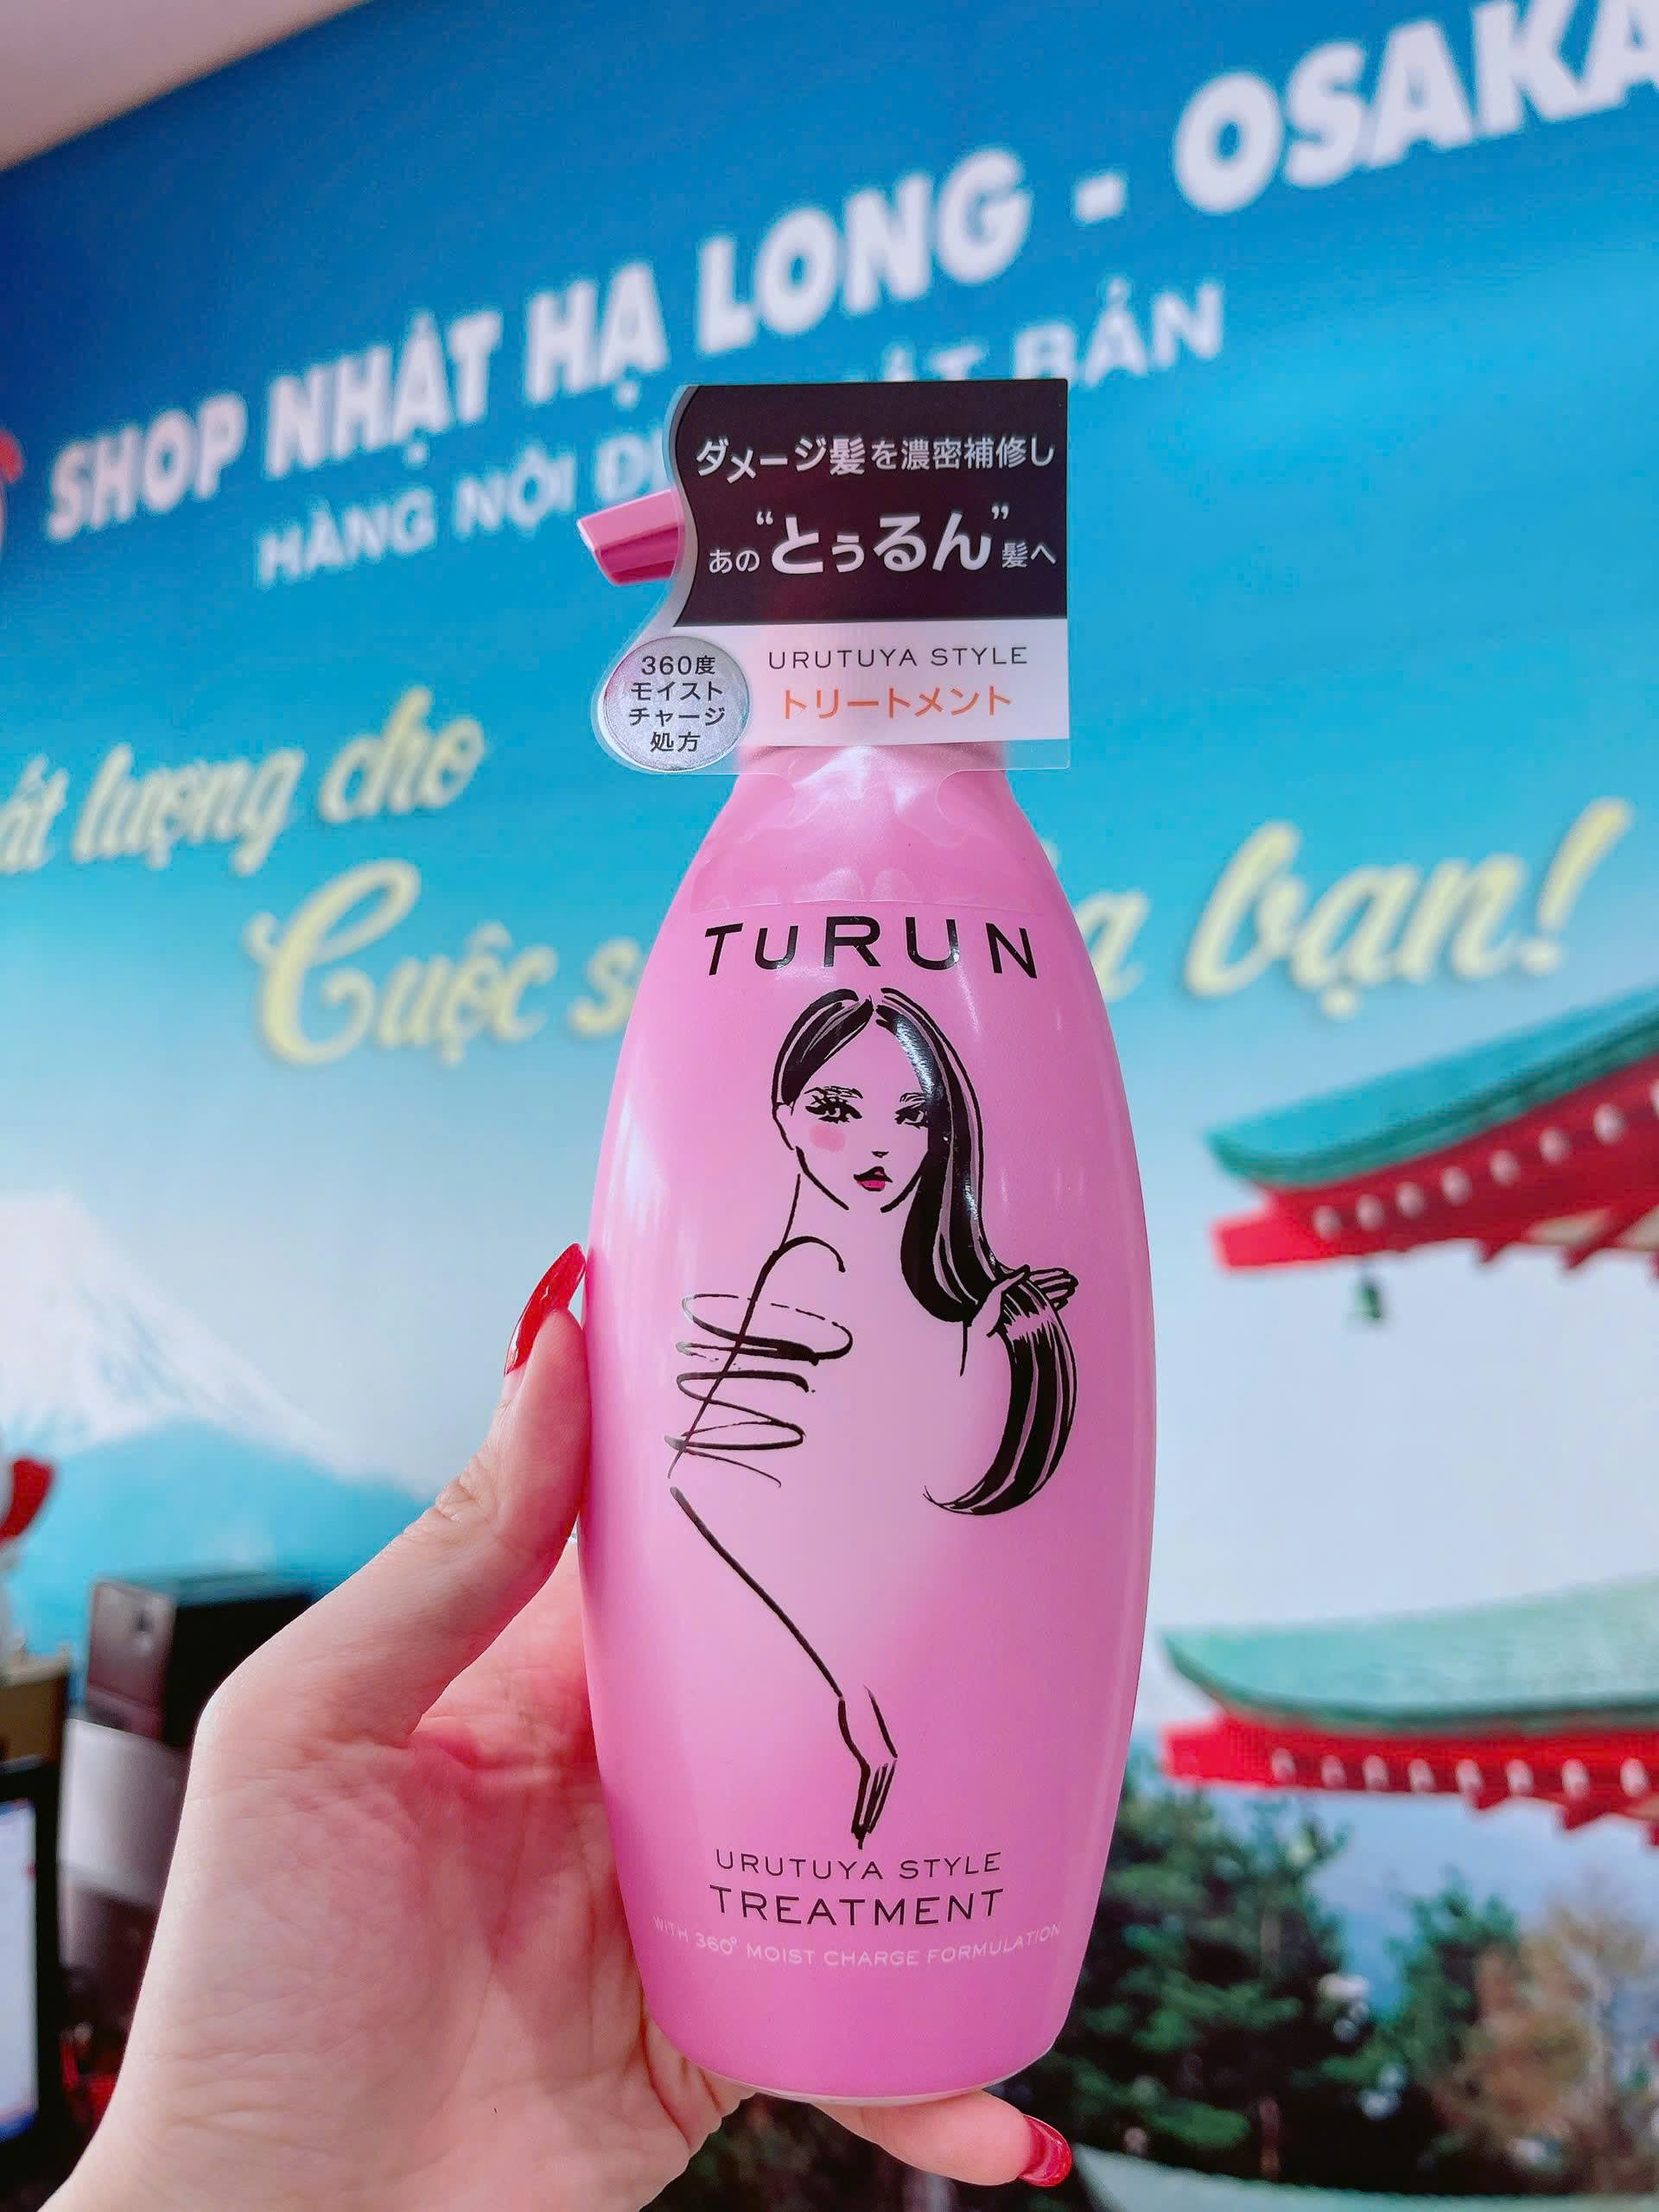 SHOP NHẬT HẠ LONG - OSAKA
HÀNG NỘI BẢN
lượng cho
Cuộc bạn!
ダメージ髪を濃密補修し
あの“とぅるん”髪へ
URUTUYA STYLE
トリートメント
360度
モイスト
チャージ
処方
TURUN
URUTUYA STYLE
TREATMENT
WITH 360° MOIST CHARGE FORMULATION